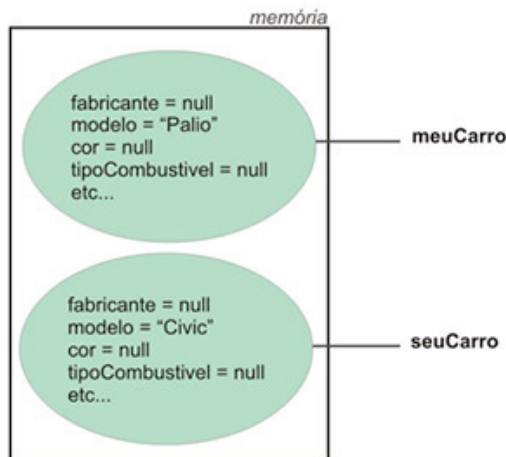 memória
fabricante = null
modelo = “Palio”
cor = null
tipoCombustivel = null
etc...
meuCarro
fabricante = null
modelo = “Civic”
cor = null
tipoCombustivel = null
etc...
seuCarro